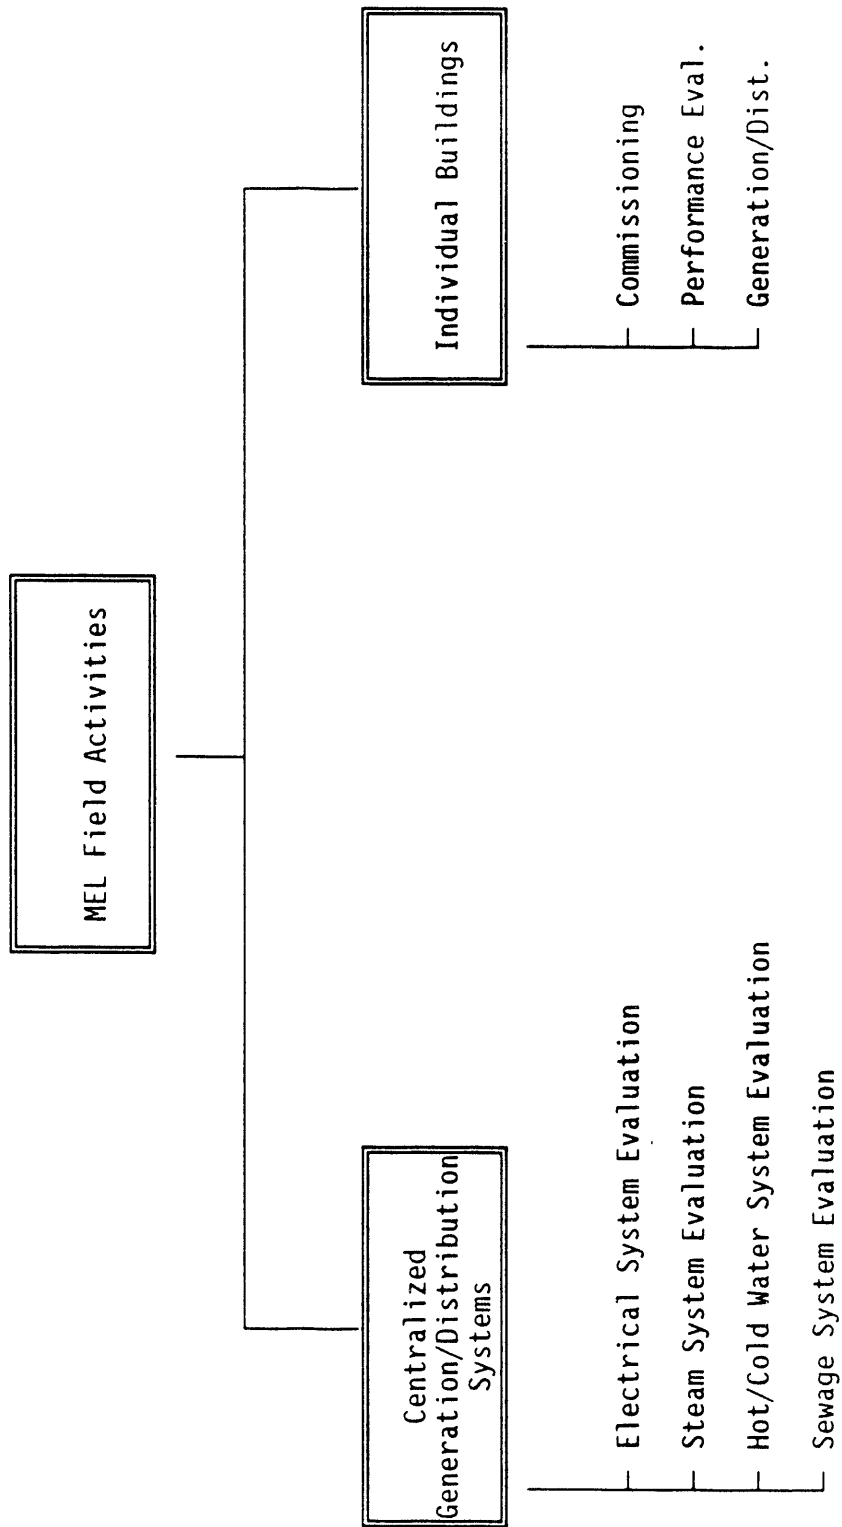 MEL Field Activities
Centralized
Generation/Distribution
Systems
Electrical System Evaluation
Steam System Evaluation
Hot/Cold Water System Evaluation
Sewage System Evaluation
Individual Buildings
Commissioning
Performance Eval.
Generation/Dist.